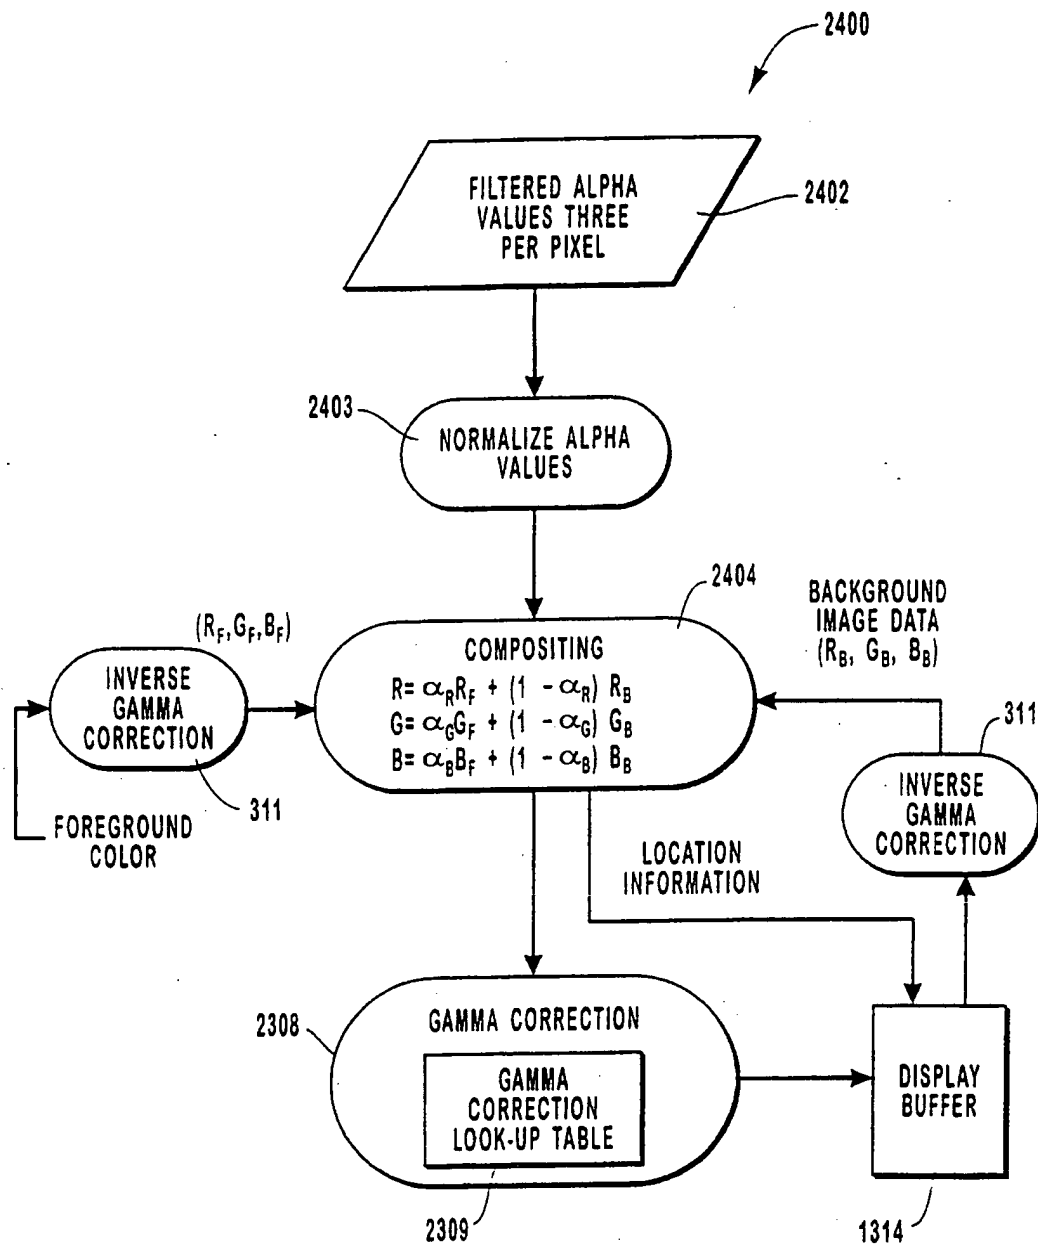 2400
FILTERED ALPHA
VALUES THREE
PER PIXEL
2402
2403
NORMALIZE ALPHA
VALUES
2404
BACKGROUND
IMAGE DATA
(R_B, G_B, B_B)
(R_F,G_F,B_F)
INVERSE
GAMMA
CORRECTION
311
FOREGROUND
COLOR
COMPOSITING
R= α_R R_F + (1 - α_R) R_B
G= α_G G_F + (1 - α_G) G_B
B= α_B B_F + (1 - α_B) B_B
311
INVERSE
GAMMA
CORRECTION
LOCATION
INFORMATION
2308
GAMMA CORRECTION
GAMMA
CORRECTION
LOOK-UP TABLE
2309
DISPLAY
BUFFER
1314